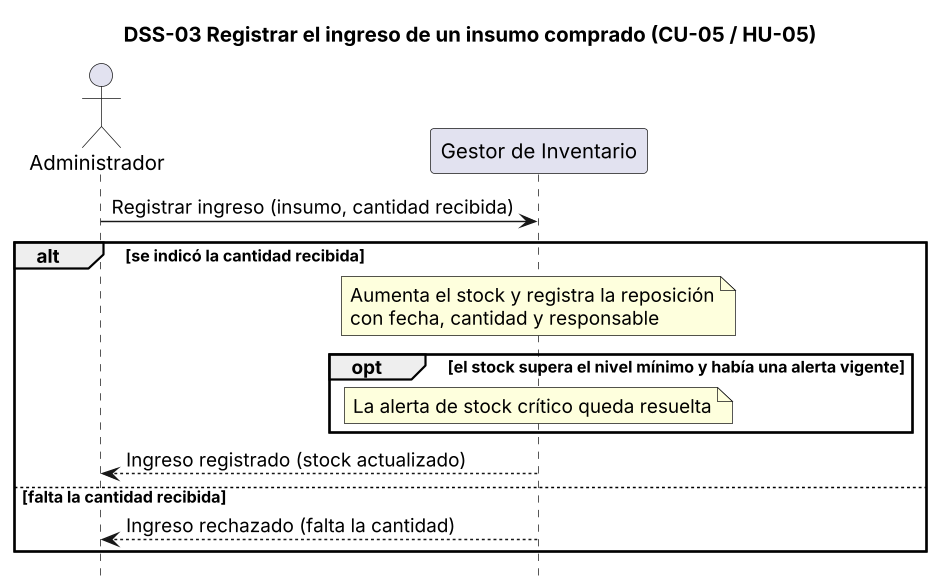 DSS-03 Registrar el ingreso de un insumo comprado (CU-05 / HU-05)
Administrador
Gestor de Inventario
Registrar ingreso (insumo, cantidad recibida)
alt
[se indicó la cantidad recibida]
Aumenta el stock y registra la reposición
con fecha, cantidad y responsable
opt
[el stock supera el nivel mínimo y había una alerta vigente]
La alerta de stock crítico queda resuelta
Ingreso registrado (stock actualizado)
[falta la cantidad recibida]
Ingreso rechazado (falta la cantidad)